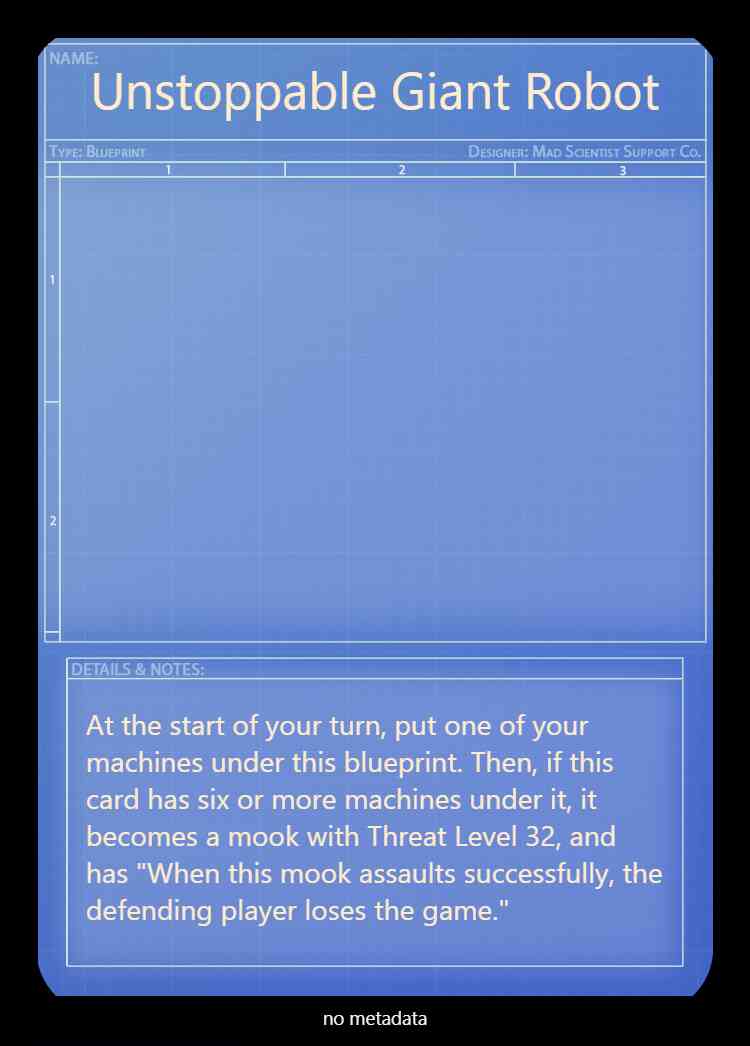 NAME:
Unstoppable Giant Robot
Type: Blueprint
Designer: Mad Scientist Support Co.
1 2 3
1
2
DETAILS & NOTES:
At the start of your turn, put one of your
machines under this blueprint. Then, if this
card has six or more machines under it, it
becomes a mook with Threat Level 32, and
has "When this mook assaults successfully, the
defending player loses the game."
no metadata